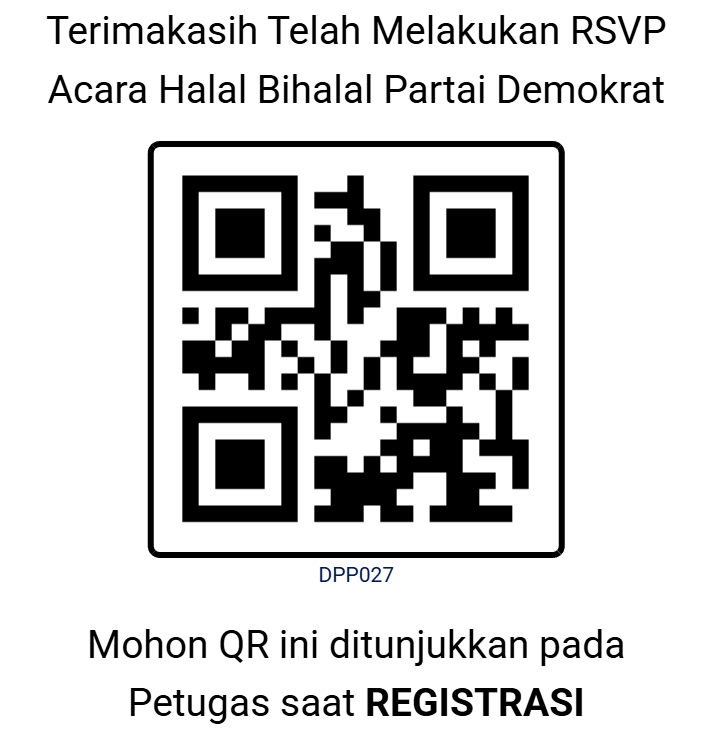 Terimakasih Telah Melakukan RSVP
Acara Halal Bihalal Partai Demokrat
DPP027
Mohon QR ini ditunjukkan pada
Petugas saat REGISTRASI